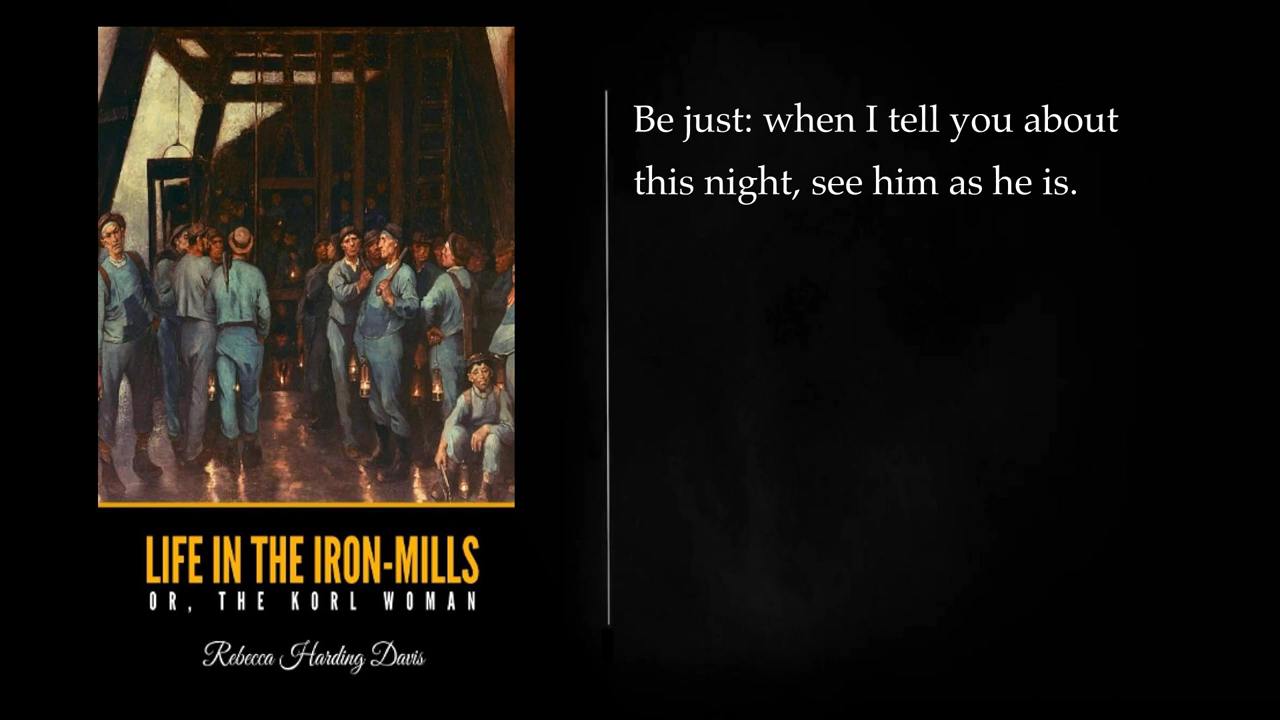 Be just: when I tell you about
this night, see him as he is.
LIFE IN THE IRON-MILLS
OR, THE KORL WOMAN
Rebecca Harding Davis